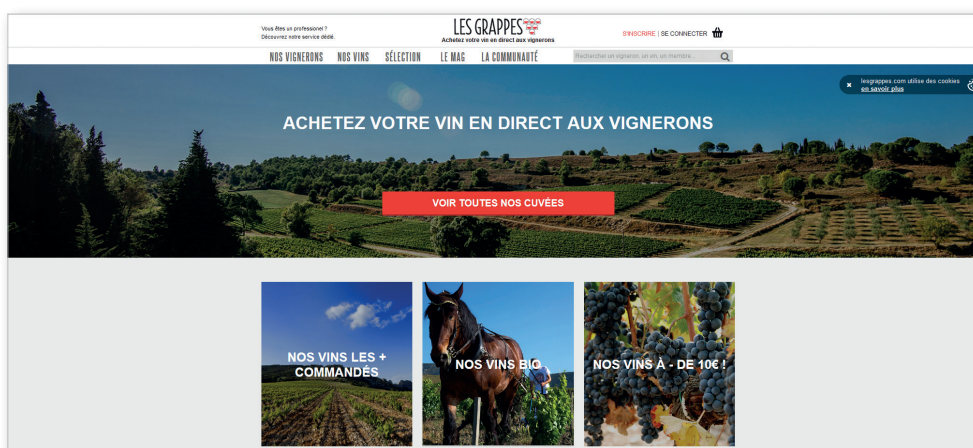 Vous êtes un professionel ?
Découvrez notre service dédié.
LES GRAPPES
Achetez votre vin en direct aux vignerons
S'INSCRIRE | SE CONNECTER
NOS VIGNERONS NOS VINS SÉLECTION LE MAG LA COMMUNAUTÉ
Rechercher un vigneron, un vin, un membre...
lesgrappes.com utilise des cookies
en savoir plus
ACHETEZ VOTRE VIN EN DIRECT AUX VIGNERONS
VOIR TOUTES NOS CUVÉES
NOS VINS LES +
COMMANDÉS
NOS VINS BIO
NOS VINS À - DE 10€ !